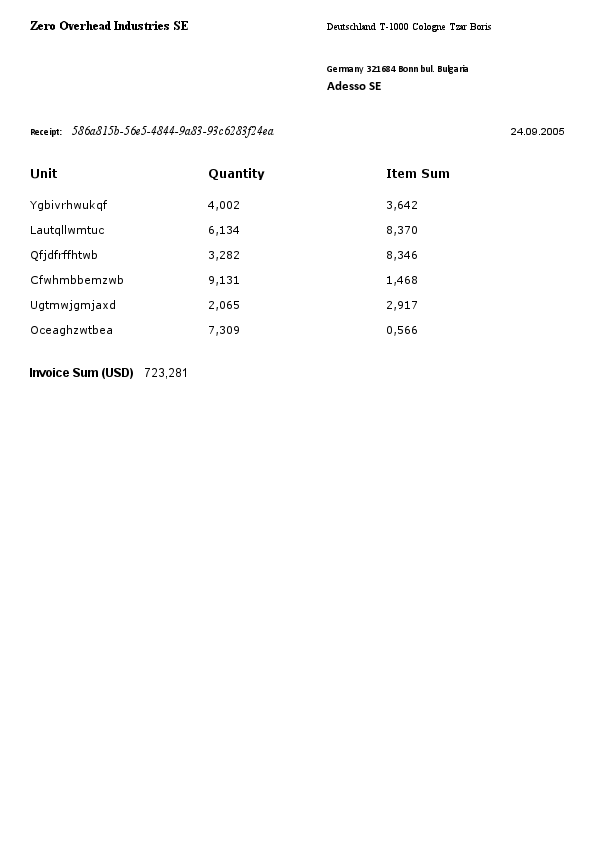 Zero Overhead Industries SE
Deutschland T-1000 Cologne Tzar Boris
Germany 321684 Bonn bul. Bulgaria
Adesso SE
Receipt: 586a815b-56e5-4844-9a83-93c6283f24ea 24.09.2005
Unit Quantity Item Sum
Ygbivrhwukqf 4,002 3,642
Lautqllwmtuc 6,134 8,370
Qfjdfrffhtwb 3,282 8,346
Cfwhmbbemzwb 9,131 1,468
Ugtmwjgmjaxd 2,065 2,917
Oceaghzwtbea 7,309 0,566
Invoice Sum (USD) 723,281